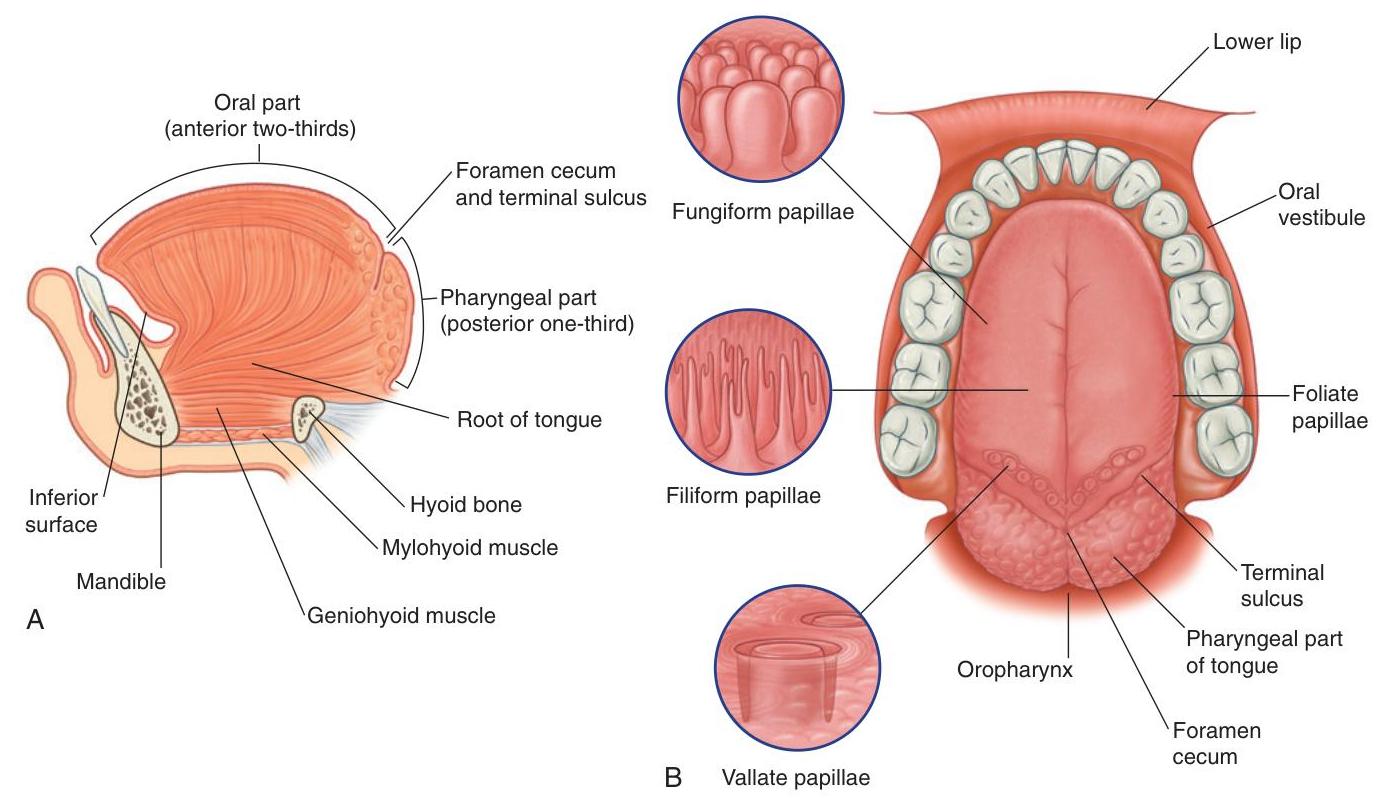 Oral part
(anterior two-thirds)
Foramen cecum
and terminal sulcus
Pharyngeal part
(posterior one-third)
Root of tongue
Inferior
surface
Hyoid bone
Mylohyoid muscle
Mandible
Geniohyoid muscle
A
Lower lip
Oral
vestibule
Fungiform papillae
Foliate
papillae
Filiform papillae
Terminal
sulcus
Pharyngeal part
of tongue
Oropharynx
Foramen
cecum
B
Vallate papillae